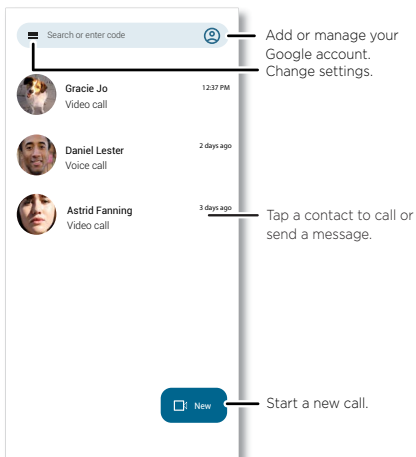 Search or enter code
Add or manage your
Google account.
Change settings.
Gracie Jo
12:37 PM
Video call
Daniel Lester
2 days ago
Voice call
Astrid Fanning
3 days ago
Video call
Tap a contact to call or
send a message.
New
Start a new call.